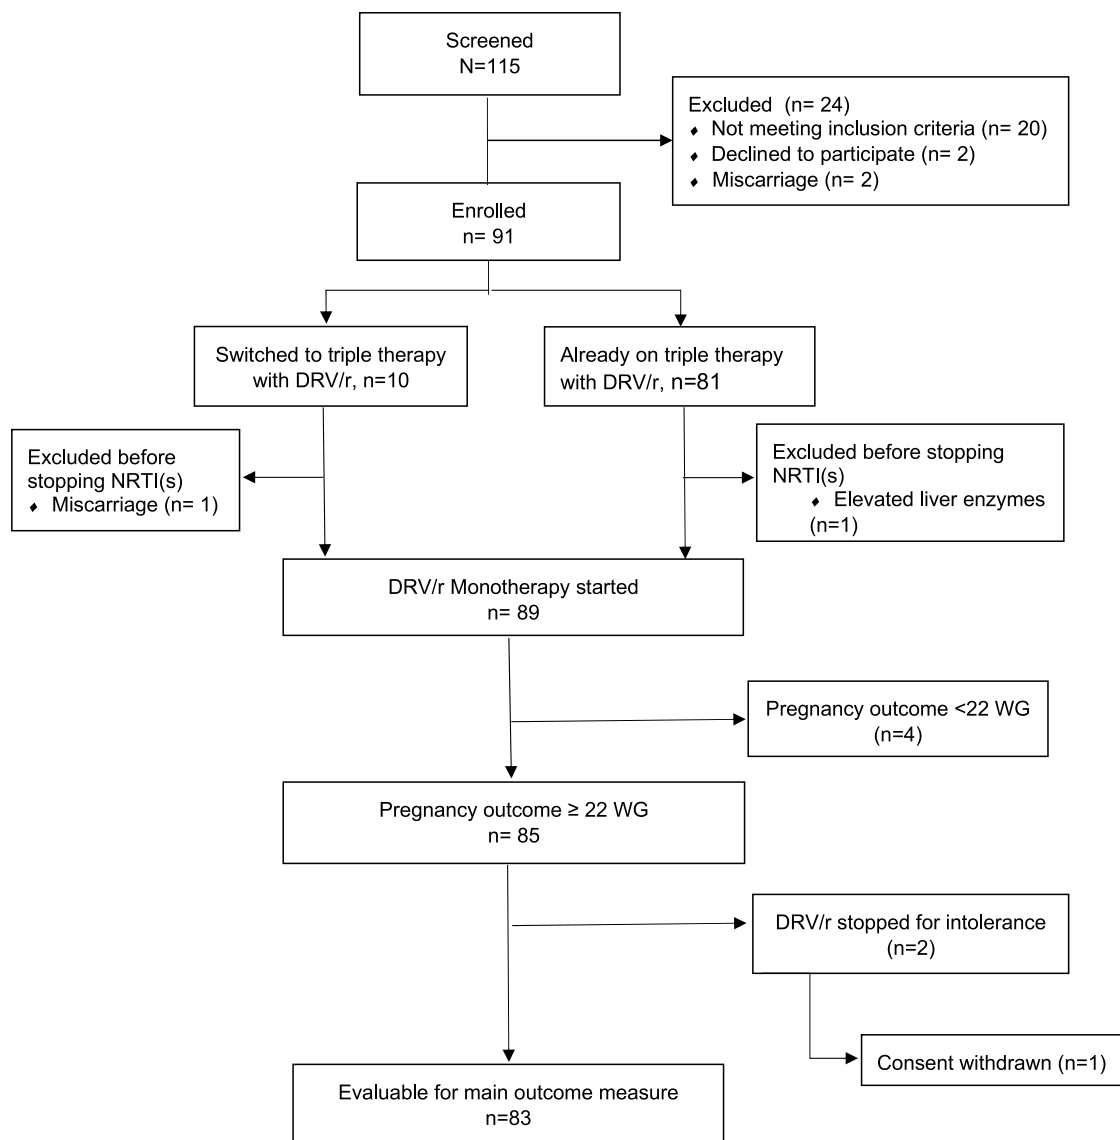 Screened
N=115
Excluded (n= 24)
♦ Not meeting inclusion criteria (n= 20)
♦ Declined to participate (n= 2)
♦ Miscarriage (n= 2)
Enrolled
n= 91
Switched to triple therapy
with DRV/r, n=10
Already on triple therapy
with DRV/r, n=81
Excluded before
stopping NRTI(s)
♦ Miscarriage (n= 1)
Excluded before stopping
NRTI(s)
♦ Elevated liver enzymes
(n=1)
DRV/r Monotherapy started
n= 89
Pregnancy outcome <22 WG
(n=4)
Pregnancy outcome ≥ 22 WG
n= 85
DRV/r stopped for intolerance
(n=2)
Consent withdrawn (n=1)
Evaluable for main outcome measure
n=83